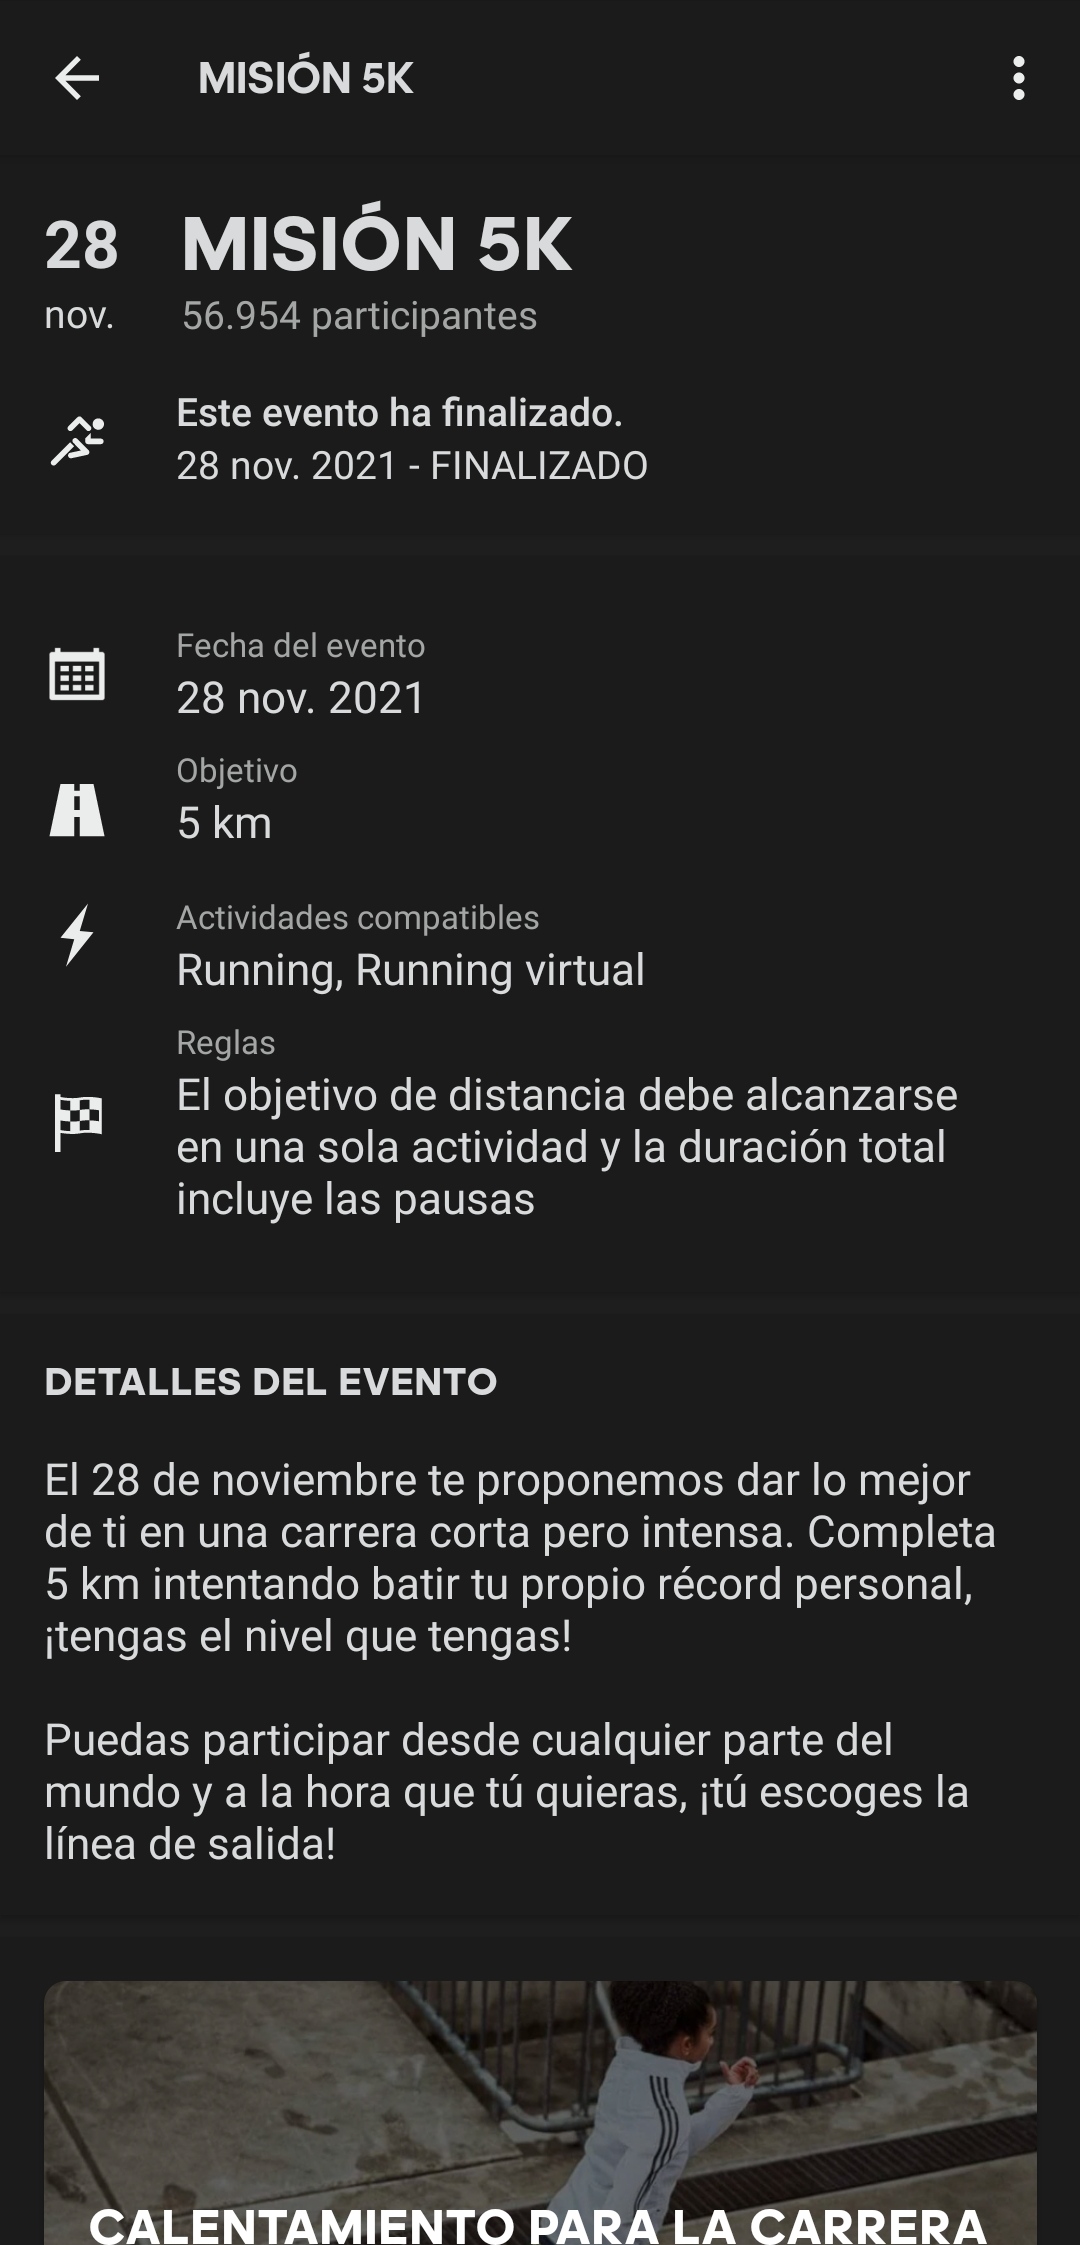 MISIÓN 5K
28
nov.
MISIÓN 5K
56.954 participantes
Este evento ha finalizado.
28 nov. 2021 - FINALIZADO
Fecha del evento
28 nov. 2021
Objetivo
5 km
Actividades compatibles
Running, Running virtual
Reglas
El objetivo de distancia debe alcanzarse
en una sola actividad y la duración total
incluye las pausas
DETALLES DEL EVENTO
El 28 de noviembre te proponemos dar lo mejor
de ti en una carrera corta pero intensa. Completa
5 km intentando batir tu propio récord personal,
¡tengas el nivel que tengas!
Puedas participar desde cualquier parte del
mundo y a la hora que tú quieras, ¡tú escoges la
línea de salida!
CALENTAMIENTO PARA LA CARRERA